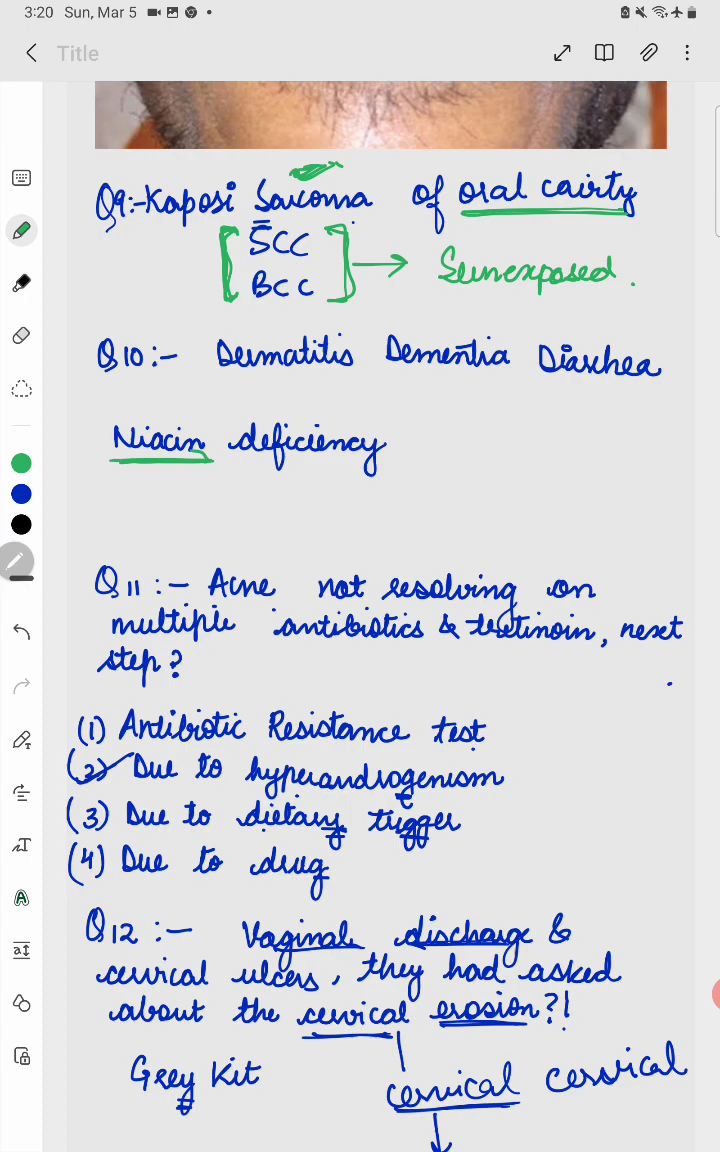 3:20 Sun, Mar 5
Title
Q9:- Kaposi Sarcoma of oral cairty
SCC
BCC
Sunexposed.
Q10:- Dermatitis Dementia Diarhea
Niacin deficiency
Q11:- Acne not resolving on
multiple antibiotics & tretinoin, next
step?
(1) Antibiotic Resistance test
(2) Due to hyperandrogenism
(3) Due to dietary trigger
(4) Due to drug
Q12:- Vaginal discharge &
cervical ulcers, they had asked
about the cervical erosion?!
Grey Kit
cervical cervical